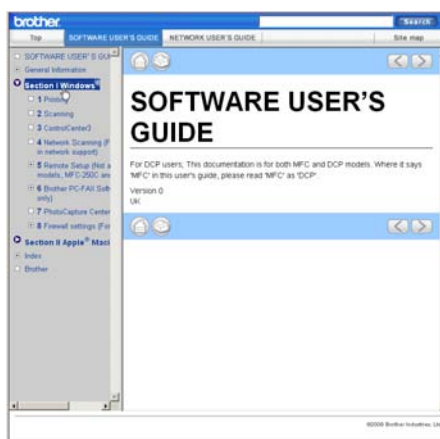 brother.
Search
Top SOFTWARE USER'S GUIDE NETWORK USER'S GUIDE Site map
SOFTWARE USER'S GUI
General Information
Section I Windows®
1 Printing
2 Scanning
3 ControlCenter3
4 Network Scanning (F
in network support)
5 Remote Setup (Not a
models, MFC-250C and
6 Brother PC-FAX Soft
only)
7 PhotoCapture Center
8 Firewall settings (For
Section II Apple® Maci
Index
Brother
SOFTWARE USER'S
GUIDE
For DCP users, This documentation is for both MFC and DCP models. Where it says
'MFC' in this user's guide, please read 'MFC' as 'DCP'.
Version 0
UK
Brother Industries, Ltd